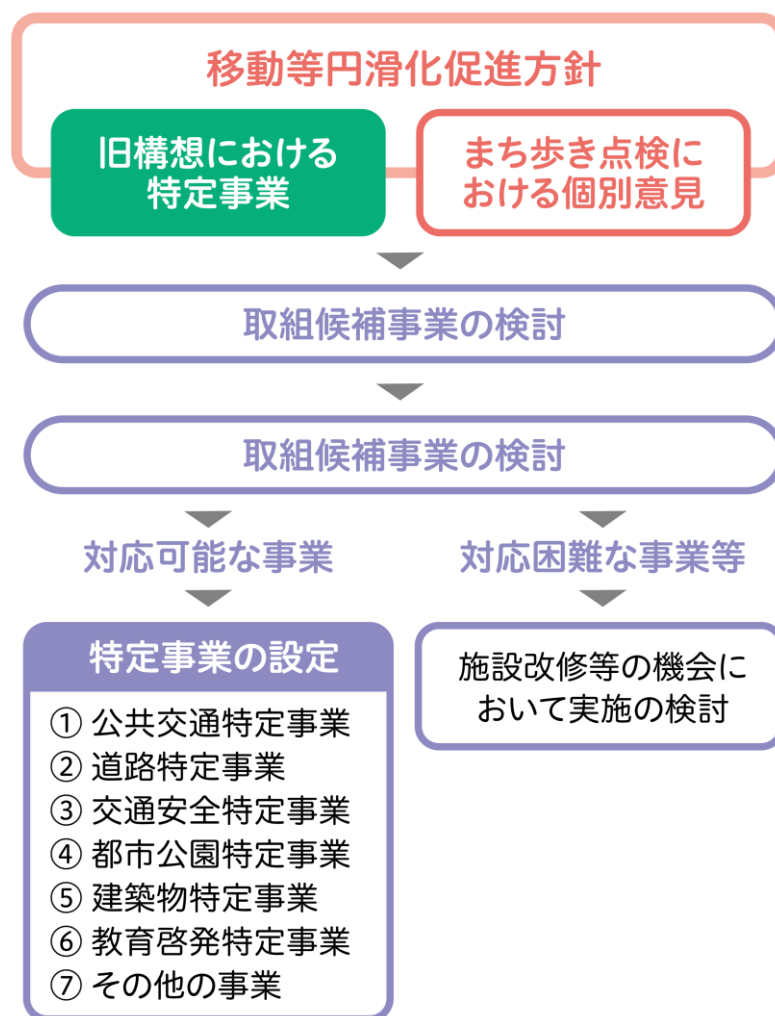 移動等円滑化促進方針
旧構想における
特定事業
まち歩き点検に
おける個別意見
取組候補事業の検討
取組候補事業の検討
対応可能な事業
対応困難な事業等
特定事業の設定
① 公共交通特定事業
② 道路特定事業
③ 交通安全特定事業
④ 都市公園特定事業
⑤ 建築物特定事業
⑥ 教育啓発特定事業
⑦ その他の事業
施設改修等の機会に
おいて実施の検討